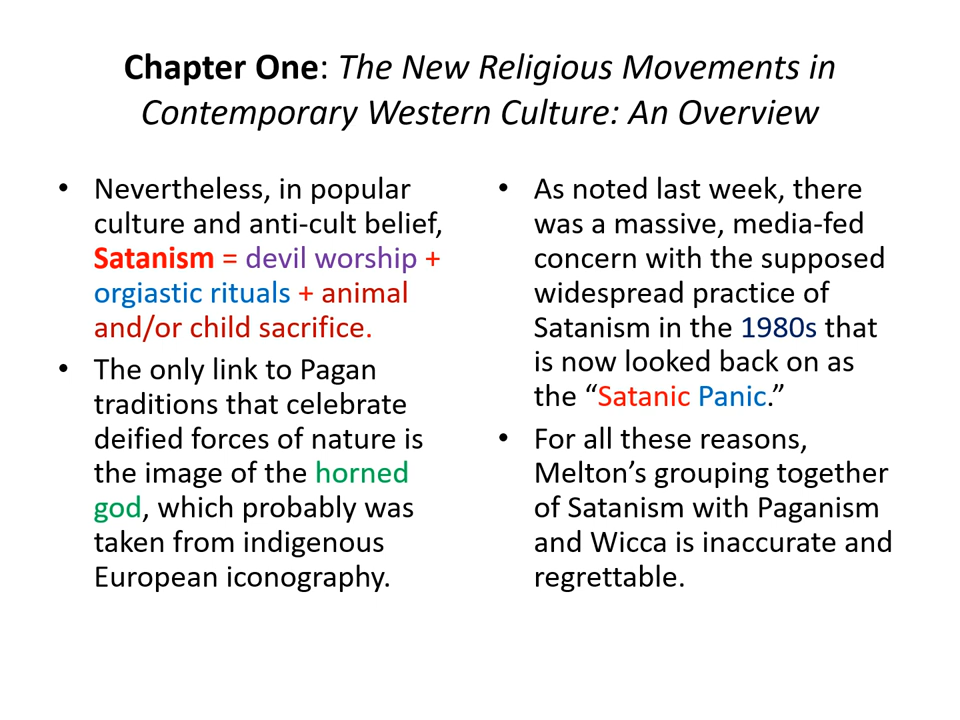 Chapter One: The New Religious Movements in
Contemporary Western Culture: An Overview
• Nevertheless, in popular
culture and anti-cult belief,
Satanism = devil worship +
orgiastic rituals + animal
and/or child sacrifice.
• The only link to Pagan
traditions that celebrate
deified forces of nature is
the image of the horned
god, which probably was
taken from indigenous
European iconography.
• As noted last week, there
was a massive, media-fed
concern with the supposed
widespread practice of
Satanism in the 1980s that
is now looked back on as
the “Satanic Panic.”
• For all these reasons,
Melton’s grouping together
of Satanism with Paganism
and Wicca is inaccurate and
regrettable.